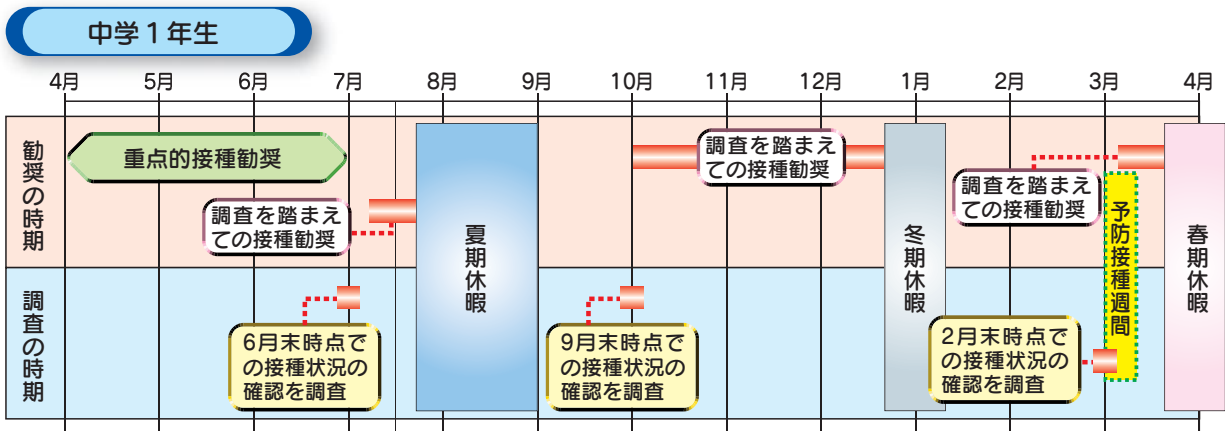 中学1年生
4月 5月 6月 7月 8月 9月 10月 11月 12月 1月 2月 3月 4月
勧奨の時期
重点的接種勧奨
調査を踏まえ
ての接種勧奨
調査を踏まえ
ての接種勧奨
調査を踏まえ
ての接種勧奨
夏期休暇
冬期休暇
予防接種週間
春期休暇
調査の時期
6月末時点で
の接種状況の
確認を調査
9月末時点で
の接種状況の
確認を調査
2月末時点で
の接種状況の
確認を調査